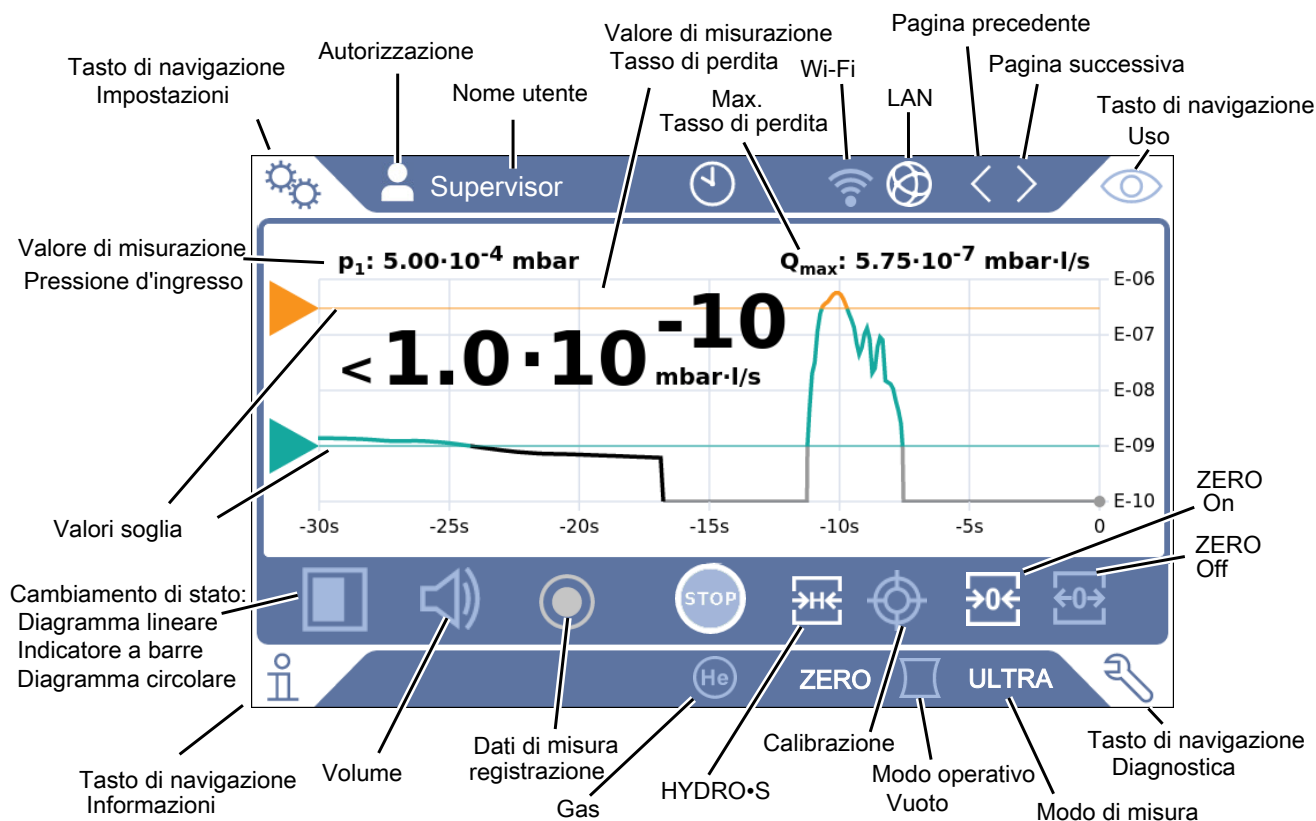 Pagina precedente
Valore di misurazione
Tasso di perdita
Autorizzazione
Tasto di navigazione
Impostazioni
Wi-Fi
Pagina successiva
Nome utente
Max.
Tasso di perdita
LAN
Tasto di navigazione
Uso
Supervisor
Valore di misurazione
Pressione d'ingresso
p1: 5.00·10-4 mbar
Qmax: 5.75·10-7 mbar·l/s
E-06
<1.0·10-10
mbar·l/s
E-07
E-08
E-09
E-10
-30s
-25s
-20s
-15s
-10s
-5s
0
ZERO
On
Valori soglia
ZERO
Off
Cambiamento di stato:
Diagramma lineare
Indicatore a barre
Diagramma circolare
STOP
→H←
→0←
←0→
He
ZERO
ULTRA
Tasto di navigazione
Informazioni
Volume
Dati di misura
registrazione
Gas
HYDRO•S
Calibrazione
Modo operativo
Vuoto
Modo di misura
Tasto di navigazione
Diagnostica